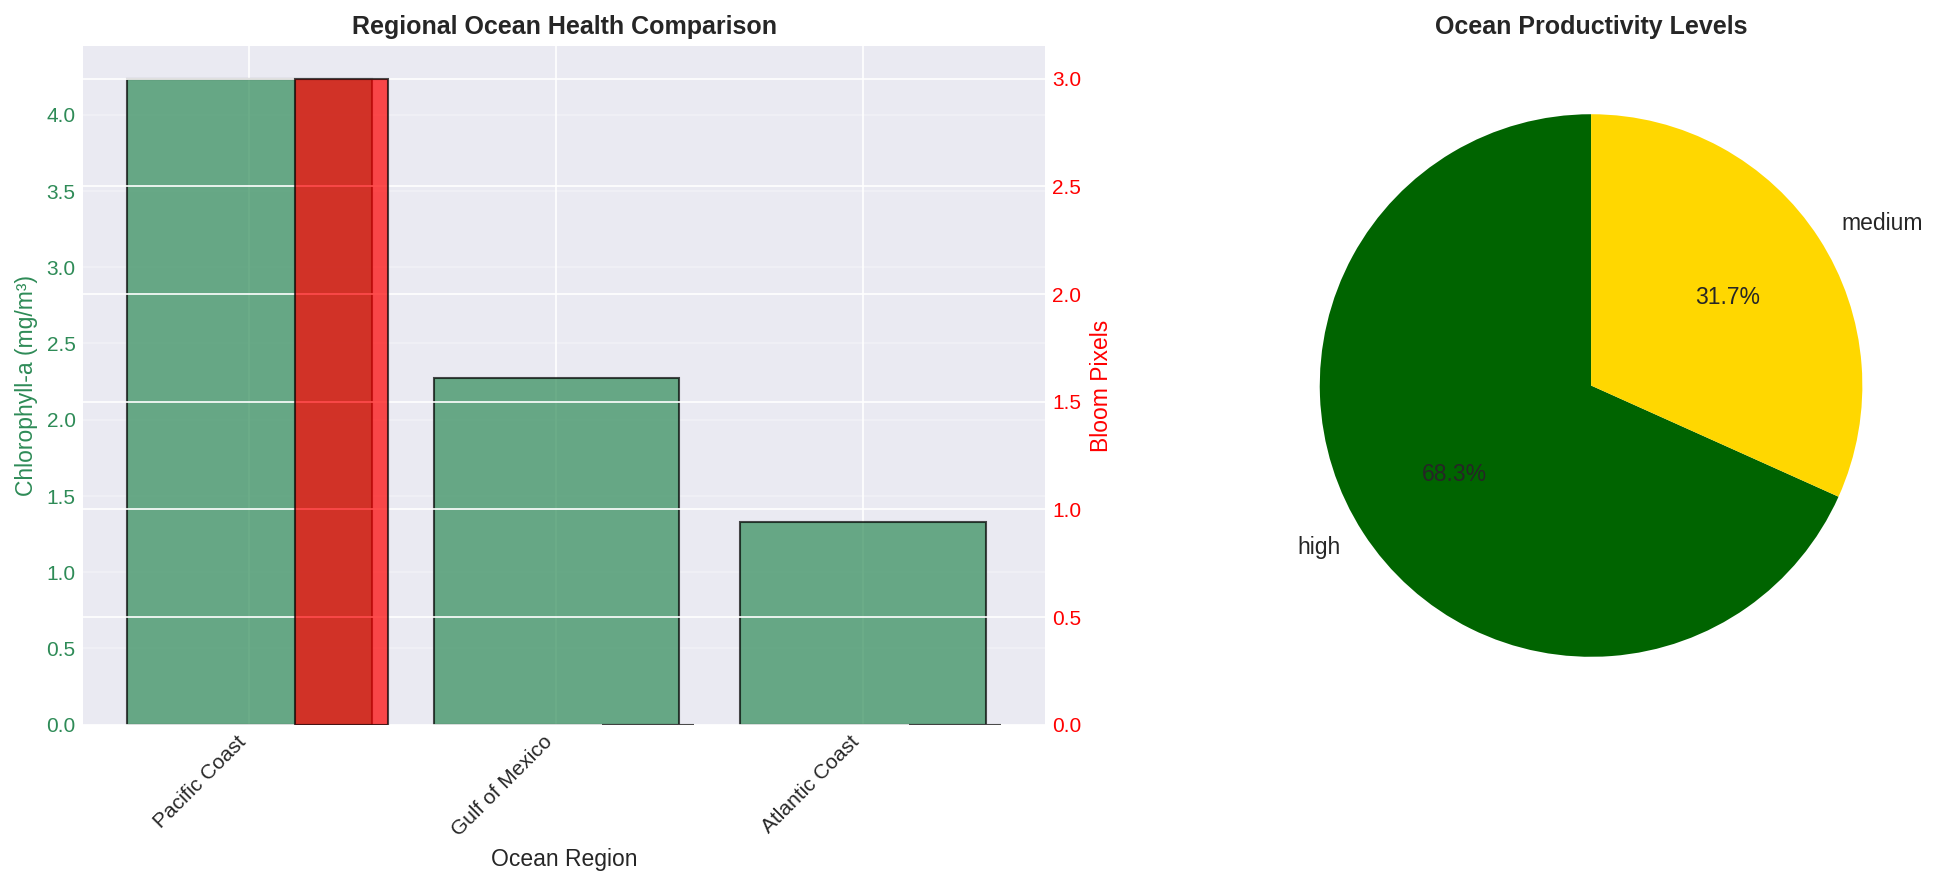 Regional Ocean Health Comparison
Chlorophyll-a (mg/m³)
4.0
3.5
3.0
2.5
2.0
1.5
1.0
0.5
0.0
3.0
2.5
2.0
1.5
1.0
0.5
0.0
Bloom Pixels
Pacific Coast
Gulf of Mexico
Atlantic Coast
Ocean Region
Ocean Productivity Levels
medium
31.7%
68.3%
high